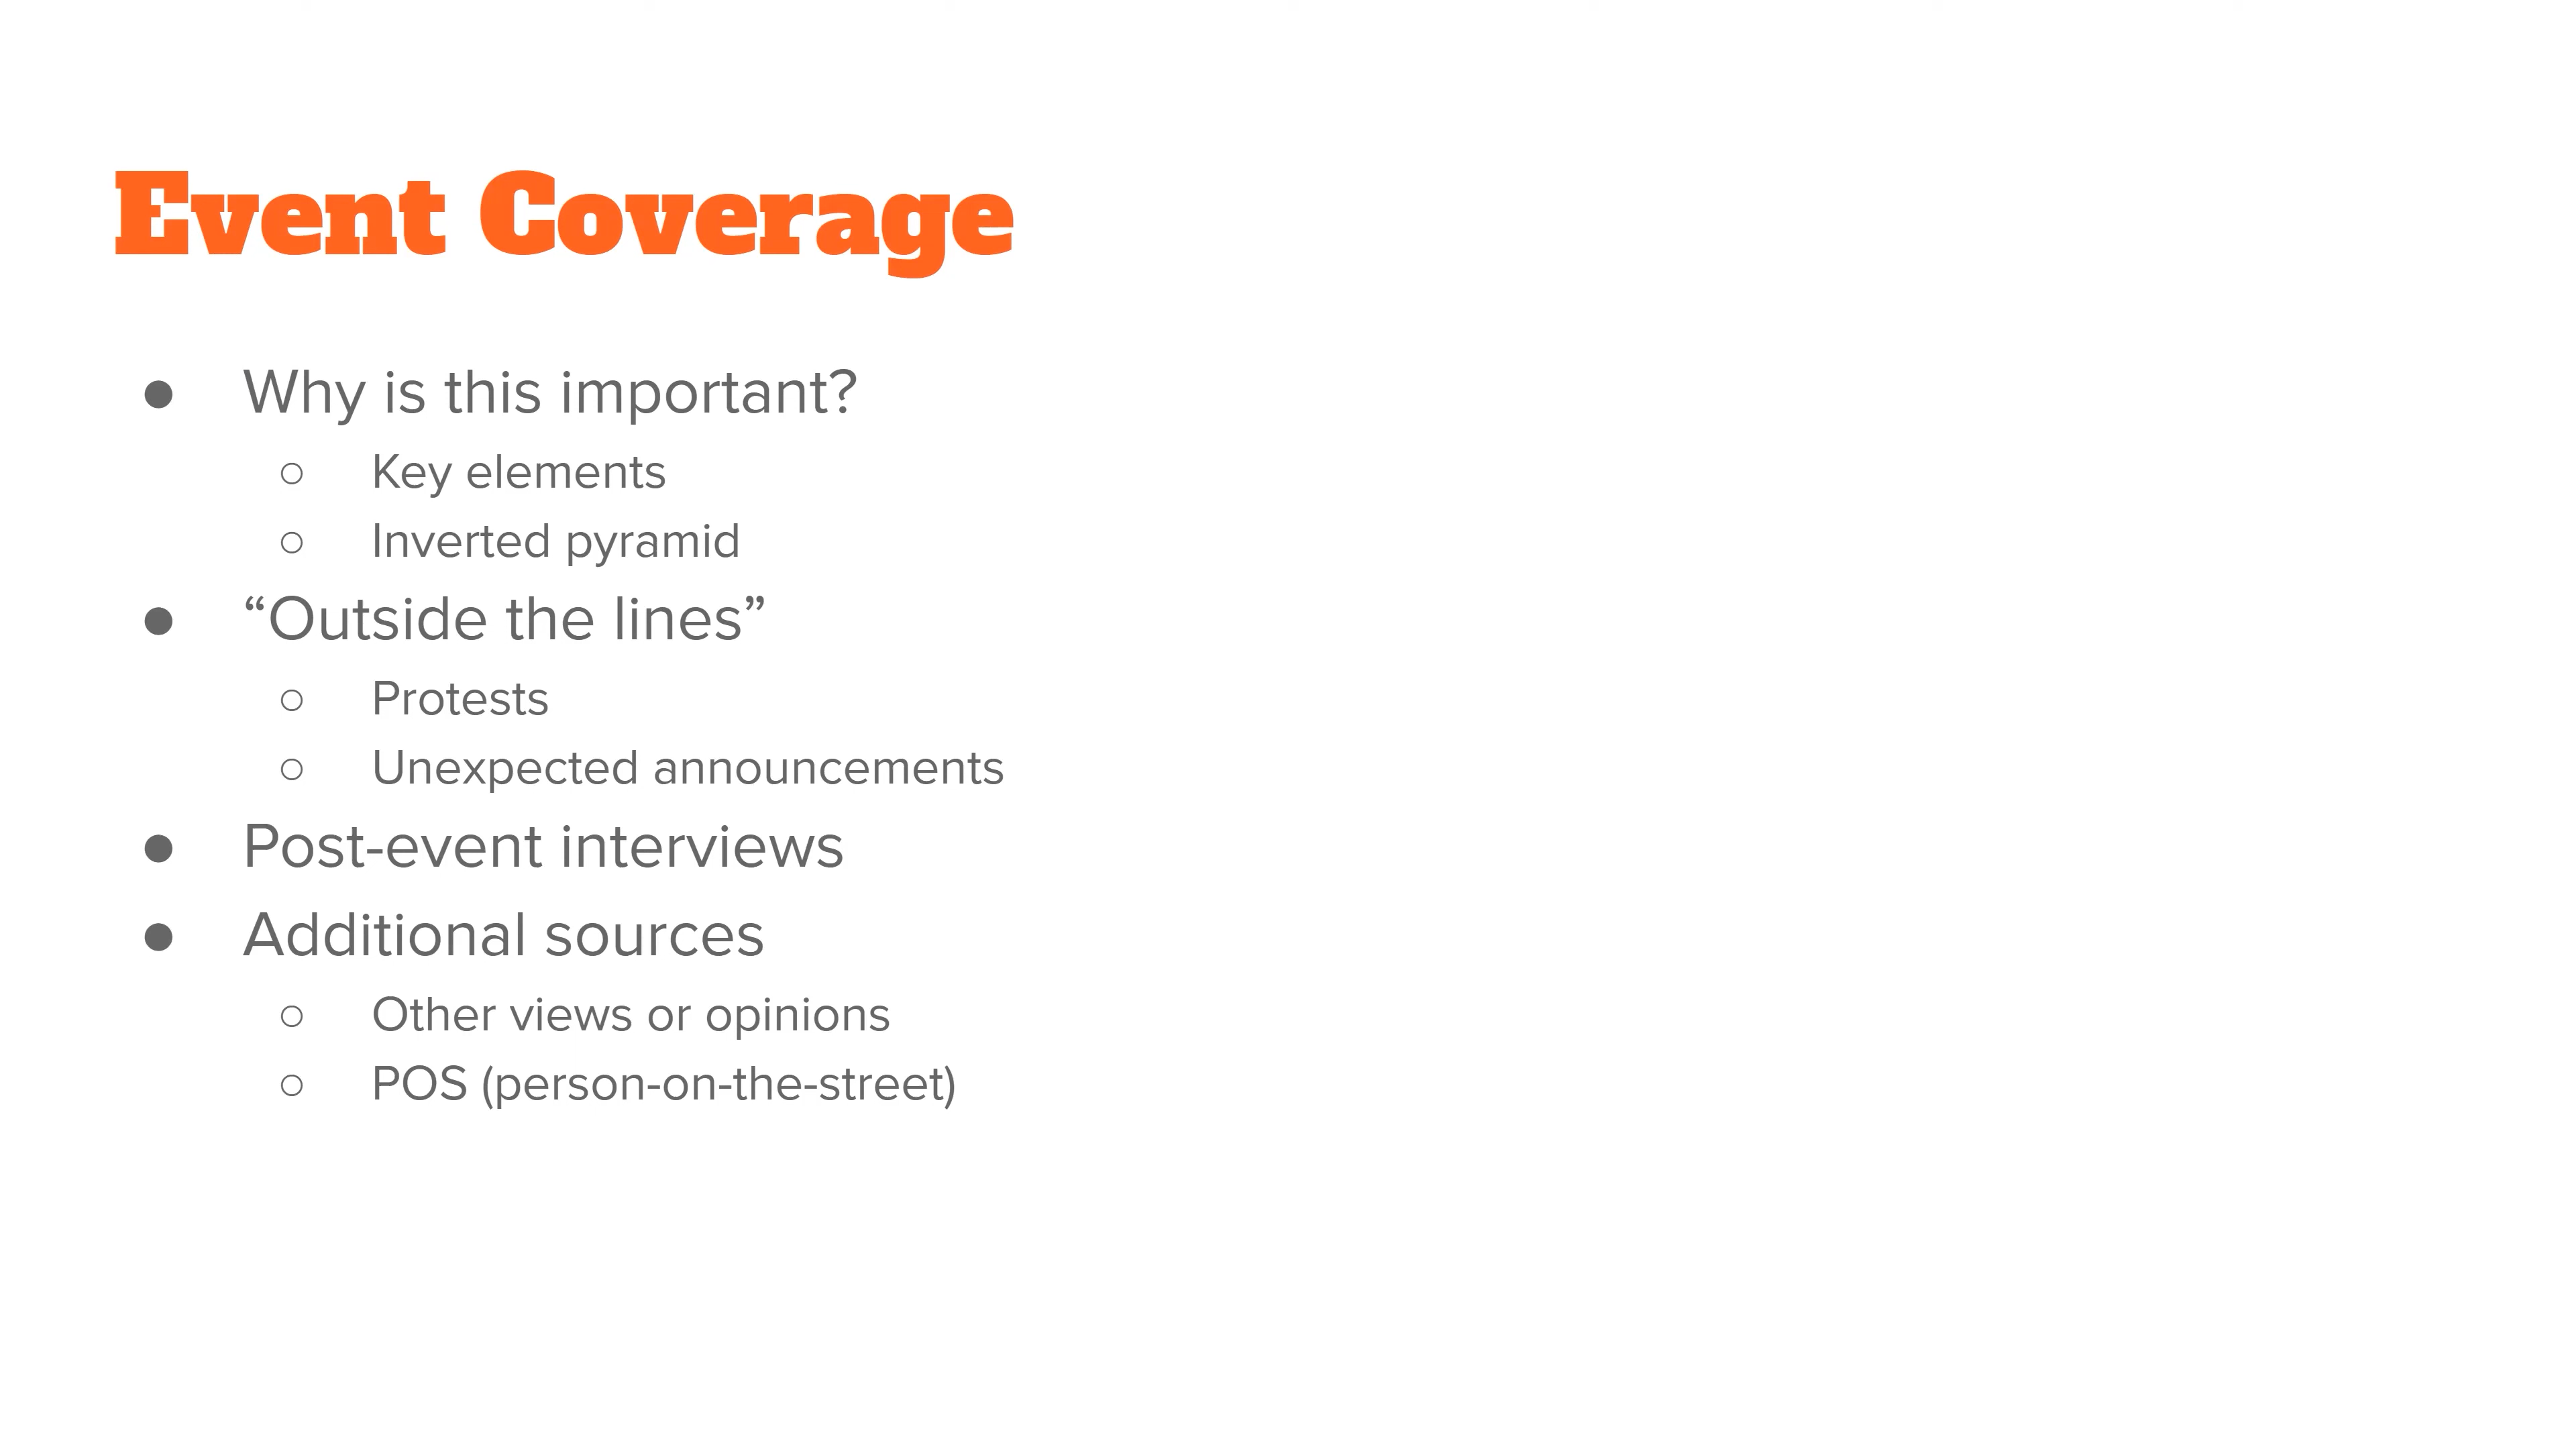 Event Coverage
● Why is this important?
○ Key elements
○ Inverted pyramid
● “Outside the lines”
○ Protests
○ Unexpected announcements
● Post-event interviews
● Additional sources
○ Other views or opinions
○ POS (person-on-the-street)